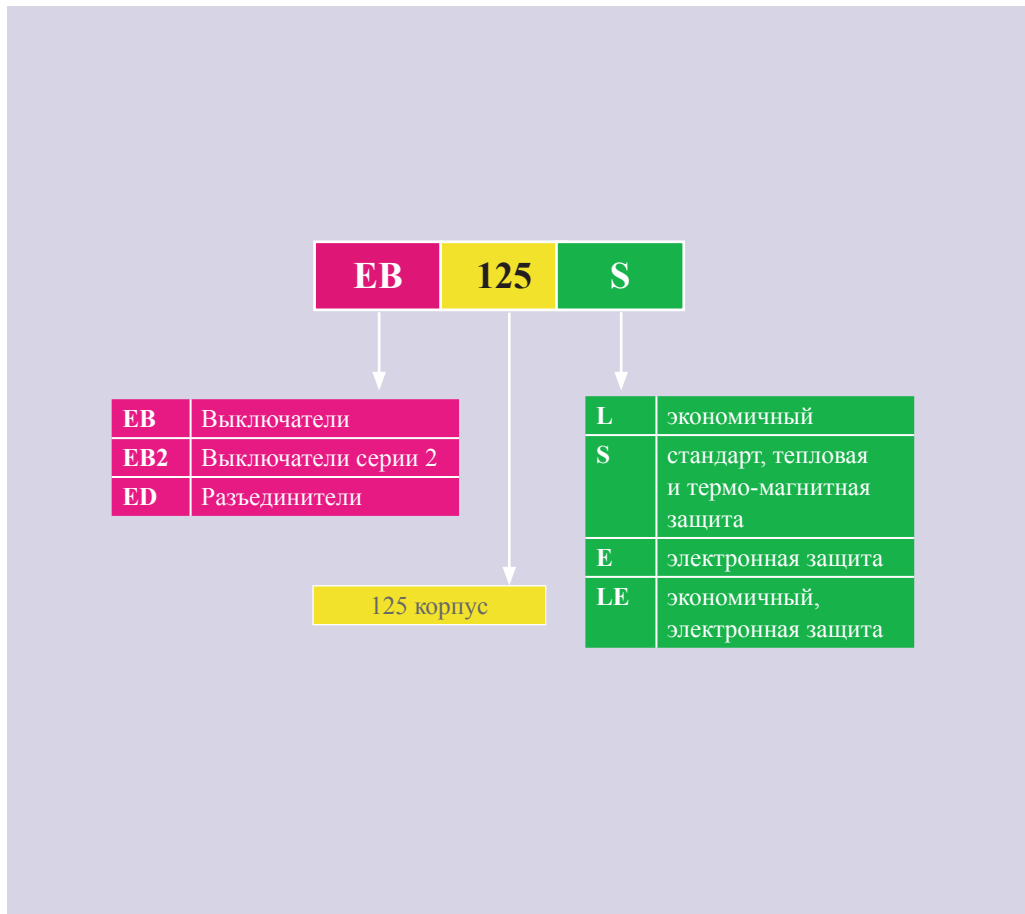 EB 125 S
EB Выключатели
EB2 Выключатели серии 2
ED Разъединители
125 корпус
L экономичный
S стандарт, тепловая
и термо-магнитная
защита
E электронная защита
LE экономичный,
электронная защита